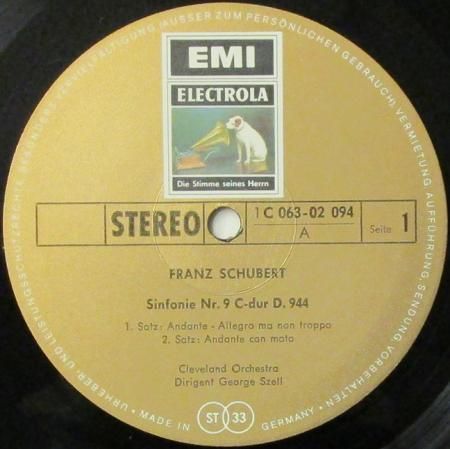 EMI
ELECTROLA
Die Stimme seines Herrn
STEREO
1 C 063-02 094
A
Seite 1
FRANZ SCHUBERT
Sinfonie Nr. 9 C-dur D. 944
1. Satz: Andante - Allegro ma non troppo
2. Satz: Andante con moto
Cleveland Orchestra
Dirigent George Szell
URHEBER- UND LEISTUNGSSCHUTZRECHTE, BESONDERS VERVIELFÄLTIGUNG (AUSSER ZUM PERSÖNLICHEN GEBRAUCH), VERMIETUNG, AUFFÜHRUNG, SENDUNG, VORBEHALTEN
• MADE IN GERMANY •
ST 33